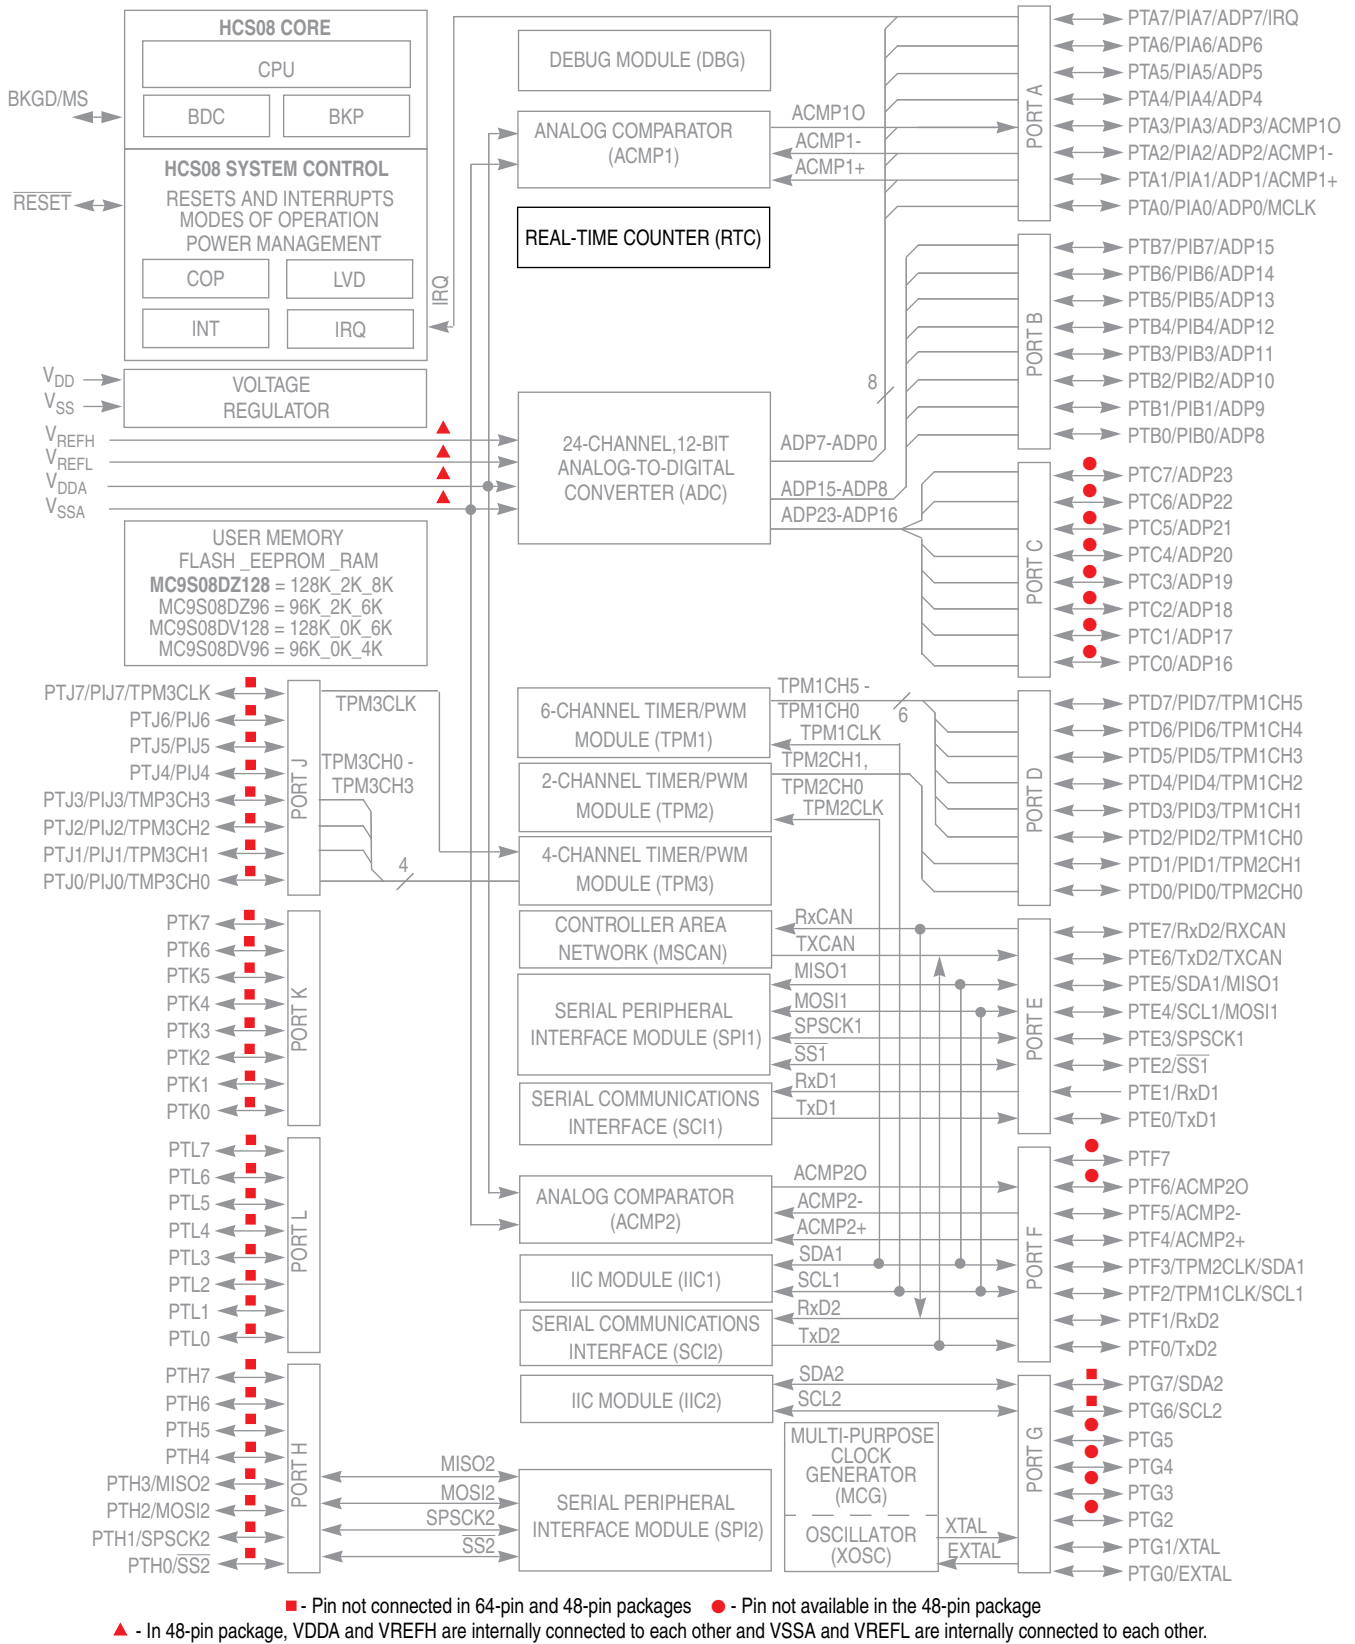 HCS08 CORE
CPU
BDC
BKP
BKGD/MS
HCS08 SYSTEM CONTROL
RESETS AND INTERRUPTS
MODES OF OPERATION
POWER MANAGEMENT
COP
LVD
INT
IRQ
RESET
IRQ
VDD
VSS
VOLTAGE
REGULATOR
VREFH
VREFL
VDDA
VSSA
USER MEMORY
FLASH _EEPROM _RAM
MC9S08DZ128 = 128K_2K_8K
MC9S08DZ96 = 96K_2K_6K
MC9S08DV128 = 128K_0K_6K
MC9S08DV96 = 96K_0K_4K
DEBUG MODULE (DBG)
ANALOG COMPARATOR
(ACMP1)
ACMP1O
ACMP1-
ACMP1+
REAL-TIME COUNTER (RTC)
24-CHANNEL,12-BIT
ANALOG-TO-DIGITAL
CONVERTER (ADC)
8
ADP7-ADP0
ADP15-ADP8
ADP23-ADP16
PORT A
PTA7/PIA7/ADP7/IRQ
PTA6/PIA6/ADP6
PTA5/PIA5/ADP5
PTA4/PIA4/ADP4
PTA3/PIA3/ADP3/ACMP1O
PTA2/PIA2/ADP2/ACMP1-
PTA1/PIA1/ADP1/ACMP1+
PTA0/PIA0/ADP0/MCLK
PORT B
PTB7/PIB7/ADP15
PTB6/PIB6/ADP14
PTB5/PIB5/ADP13
PTB4/PIB4/ADP12
PTB3/PIB3/ADP11
PTB2/PIB2/ADP10
PTB1/PIB1/ADP9
PTB0/PIB0/ADP8
PORT C
PTC7/ADP23
PTC6/ADP22
PTC5/ADP21
PTC4/ADP20
PTC3/ADP19
PTC2/ADP18
PTC1/ADP17
PTC0/ADP16
PTJ7/PIJ7/TPM3CLK
PTJ6/PIJ6
PTJ5/PIJ5
PTJ4/PIJ4
PTJ3/PIJ3/TMP3CH3
PTJ2/PIJ2/TPM3CH2
PTJ1/PIJ1/TPM3CH1
PTJ0/PIJ0/TMP3CH0
PORT J
TPM3CLK
TPM3CH0 -
TPM3CH3
4
6-CHANNEL TIMER/PWM
MODULE (TPM1)
TPM1CH5 -
TPM1CH0
6
TPM1CLK
2-CHANNEL TIMER/PWM
MODULE (TPM2)
TPM2CH1,
TPM2CH0
TPM2CLK
4-CHANNEL TIMER/PWM
MODULE (TPM3)
PORT D
PTD7/PID7/TPM1CH5
PTD6/PID6/TPM1CH4
PTD5/PID5/TPM1CH3
PTD4/PID4/TPM1CH2
PTD3/PID3/TPM1CH1
PTD2/PID2/TPM1CH0
PTD1/PID1/TPM2CH1
PTD0/PID0/TPM2CH0
PTK7
PTK6
PTK5
PTK4
PTK3
PTK2
PTK1
PTK0
PORT K
CONTROLLER AREA
NETWORK (MSCAN)
RxCAN
TXCAN
SERIAL PERIPHERAL
INTERFACE MODULE (SPI1)
MISO1
MOSI1
SPSCK1
SS1
SERIAL COMMUNICATIONS
INTERFACE (SCI1)
RxD1
TxD1
PORT E
PTE7/RxD2/RXCAN
PTE6/TxD2/TXCAN
PTE5/SDA1/MISO1
PTE4/SCL1/MOSI1
PTE3/SPSCK1
PTE2/SS1
PTE1/RxD1
PTE0/TxD1
PTL7
PTL6
PTL5
PTL4
PTL3
PTL2
PTL1
PTL0
PORT L
ANALOG COMPARATOR
(ACMP2)
ACMP2O
ACMP2-
ACMP2+
IIC MODULE (IIC1)
SDA1
SCL1
SERIAL COMMUNICATIONS
INTERFACE (SCI2)
RxD2
TxD2
PORT F
PTF7
PTF6/ACMP2O
PTF5/ACMP2-
PTF4/ACMP2+
PTF3/TPM2CLK/SDA1
PTF2/TPM1CLK/SCL1
PTF1/RxD2
PTF0/TxD2
PTH7
PTH6
PTH5
PTH4
PTH3/MISO2
PTH2/MOSI2
PTH1/SPSCK2
PTH0/SS2
PORT H
MISO2
MOSI2
SPSCK2
SS2
IIC MODULE (IIC2)
SDA2
SCL2
SERIAL PERIPHERAL
INTERFACE MODULE (SPI2)
MULTI-PURPOSE
CLOCK
GENERATOR
(MCG)
OSCILLATOR
(XOSC)
XTAL
EXTAL
PORT G
PTG7/SDA2
PTG6/SCL2
PTG5
PTG4
PTG3
PTG2
PTG1/XTAL
PTG0/EXTAL
- Pin not connected in 64-pin and 48-pin packages - Pin not available in the 48-pin package
- In 48-pin package, VDDA and VREFH are internally connected to each other and VSSA and VREFL are internally connected to each other.